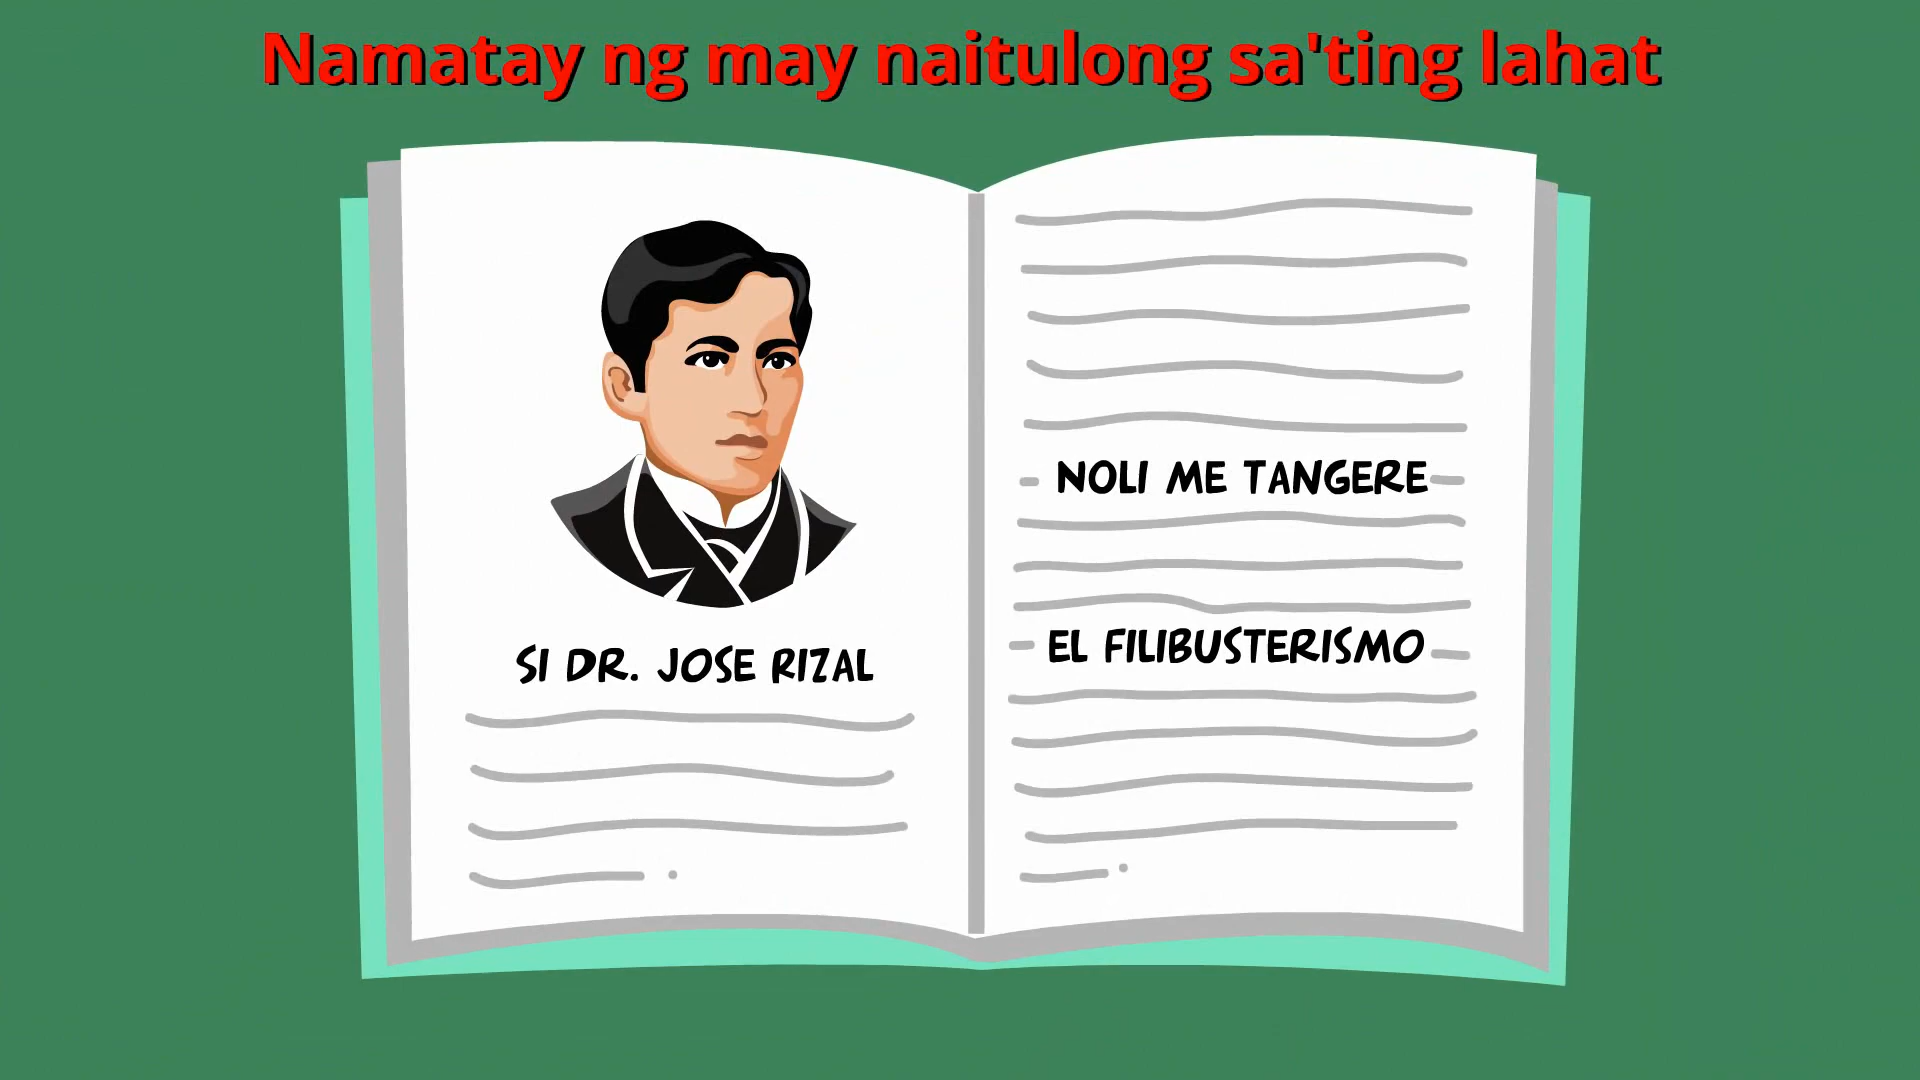 Namatay ng may naitulong sa'ting lahat
SI DR. JOSE RIZAL
NOLI ME TANGERE
EL FILIBUSTERISMO